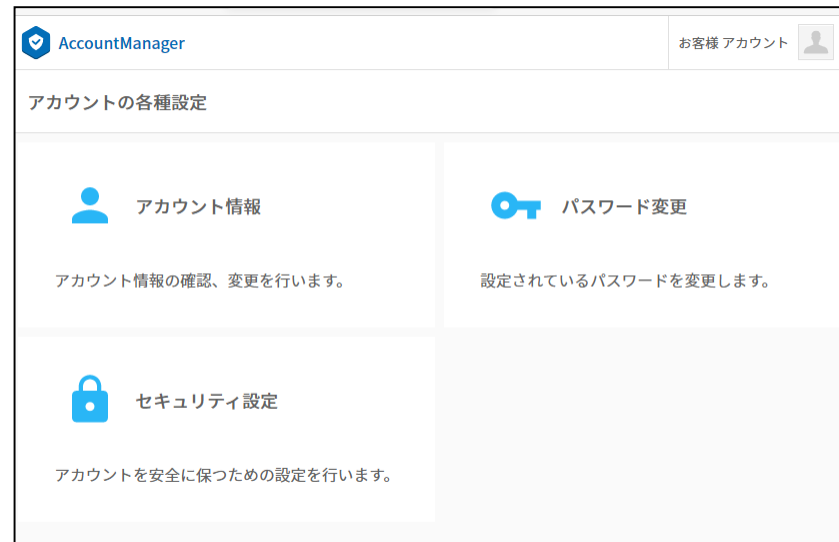 AccountManager
お客様 アカウント
アカウントの各種設定
アカウント情報
アカウント情報の確認、変更を行います。
パスワード変更
設定されているパスワードを変更します。
セキュリティ設定
アカウントを安全に保つための設定を行います。